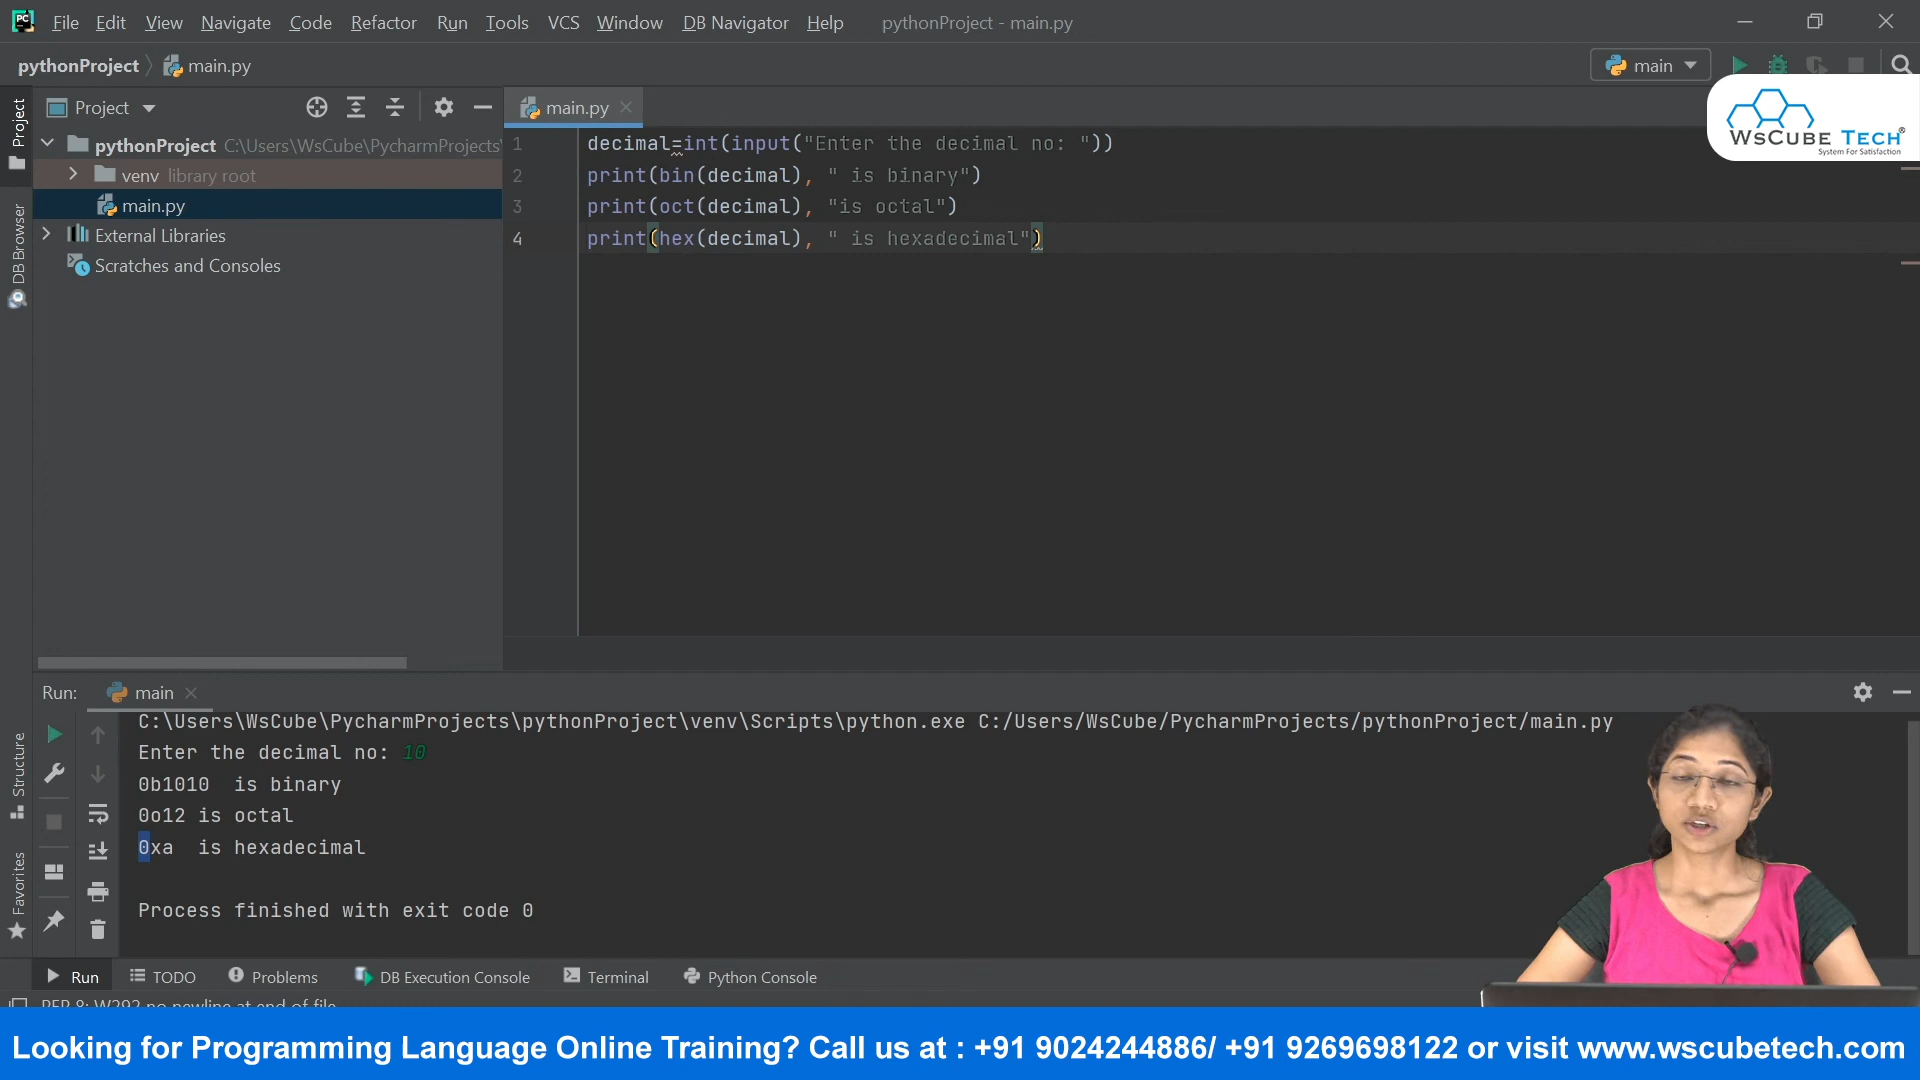 PC File Edit View Navigate Code Refactor Run Tools VCS Window DB Navigator Help pythonProject - main.py
pythonProject main.py main
Project main.py
WsCube Tech®
System For Satisfaction
Project
DB Browser
Structure
Favorites
pythonProject C:\Users\WsCube\PycharmProjects\
venv library root
main.py
External Libraries
Scratches and Consoles
1 decimal=int(input("Enter the decimal no: "))
2 print(bin(decimal), " is binary")
3 print(oct(decimal), "is octal")
4 print(hex(decimal), " is hexadecimal")
Run: main
C:\Users\WsCube\PycharmProjects\pythonProject\venv\Scripts\python.exe C:/Users/WsCube/PycharmProjects/pythonProject/main.py
Enter the decimal no: 10
0b1010  is binary
0o12 is octal
0xa  is hexadecimal
Process finished with exit code 0
Run TODO Problems DB Execution Console Terminal Python Console
PEP 8: W292 no newline at end of file
Looking for Programming Language Online Training? Call us at : +91 9024244886/ +91 9269698122 or visit www.wscubetech.com